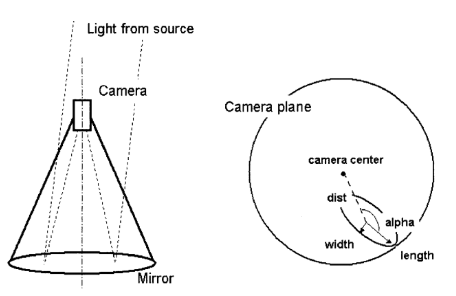 Light from source
Camera
Mirror
Camera plane
camera center
dist
alpha
width
length